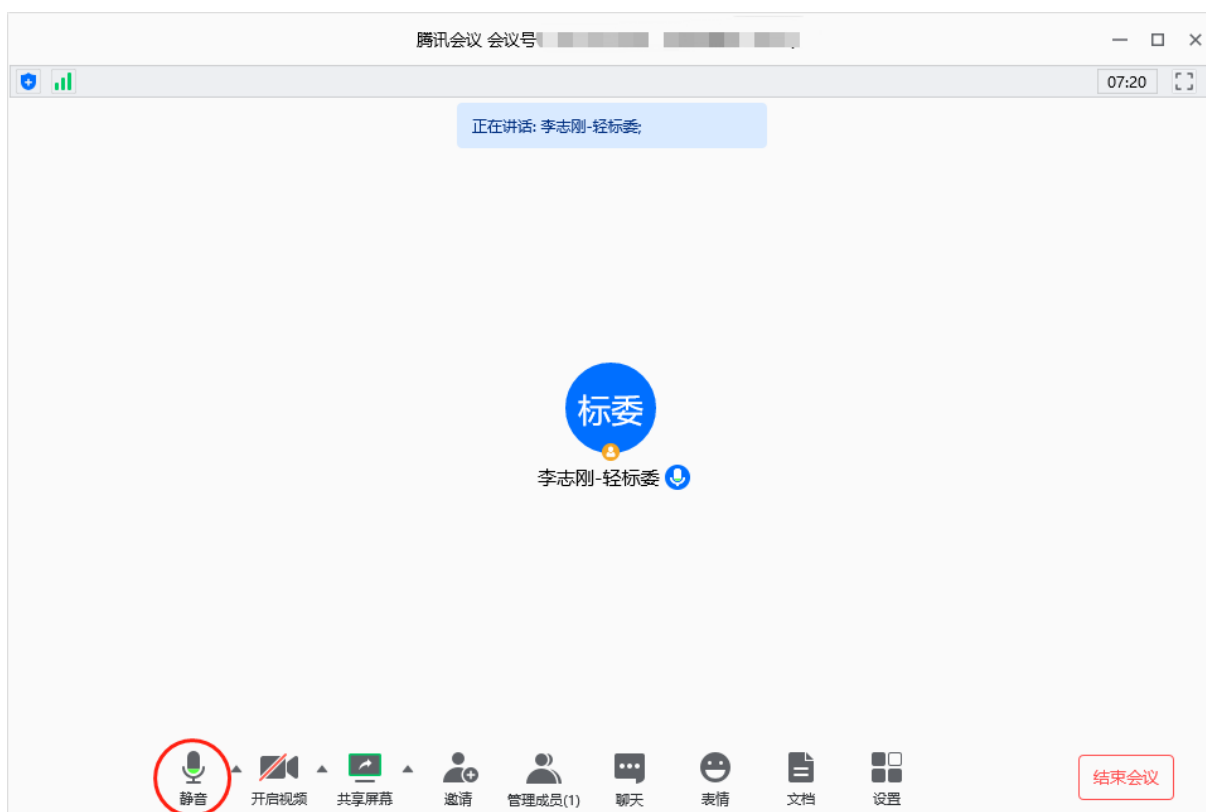 腾讯会议 会议号
07:20
正在讲话: 李志刚-轻标委;
标委
李志刚-轻标委
静音 开启视频 共享屏幕 邀请 管理成员(1) 聊天 表情 文档 设置 结束会议